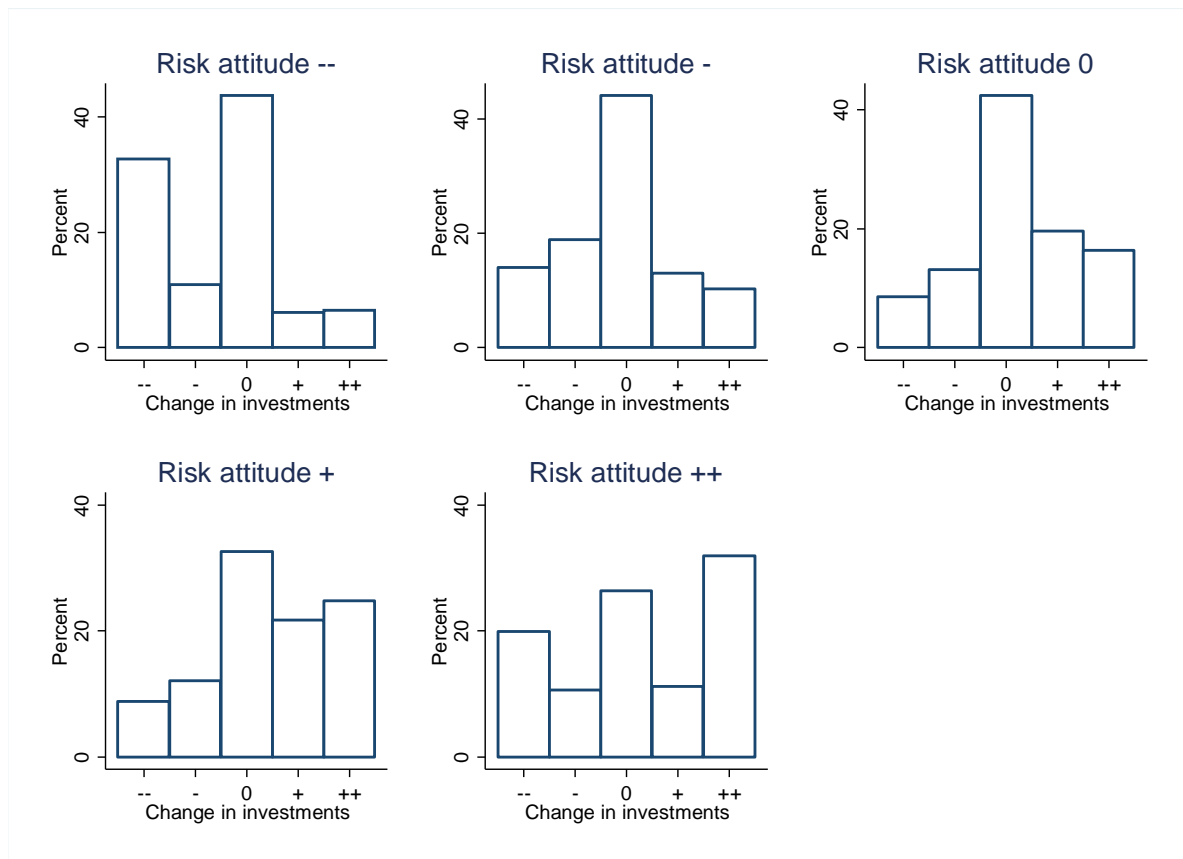 Risk attitude --
Percent
40
20
0
-- - 0 + ++
Change in investments
Risk attitude -
Percent
40
20
0
-- - 0 + ++
Change in investments
Risk attitude 0
Percent
40
20
0
-- - 0 + ++
Change in investments
Risk attitude +
Percent
40
20
0
-- - 0 + ++
Change in investments
Risk attitude ++
Percent
40
20
0
-- - 0 + ++
Change in investments